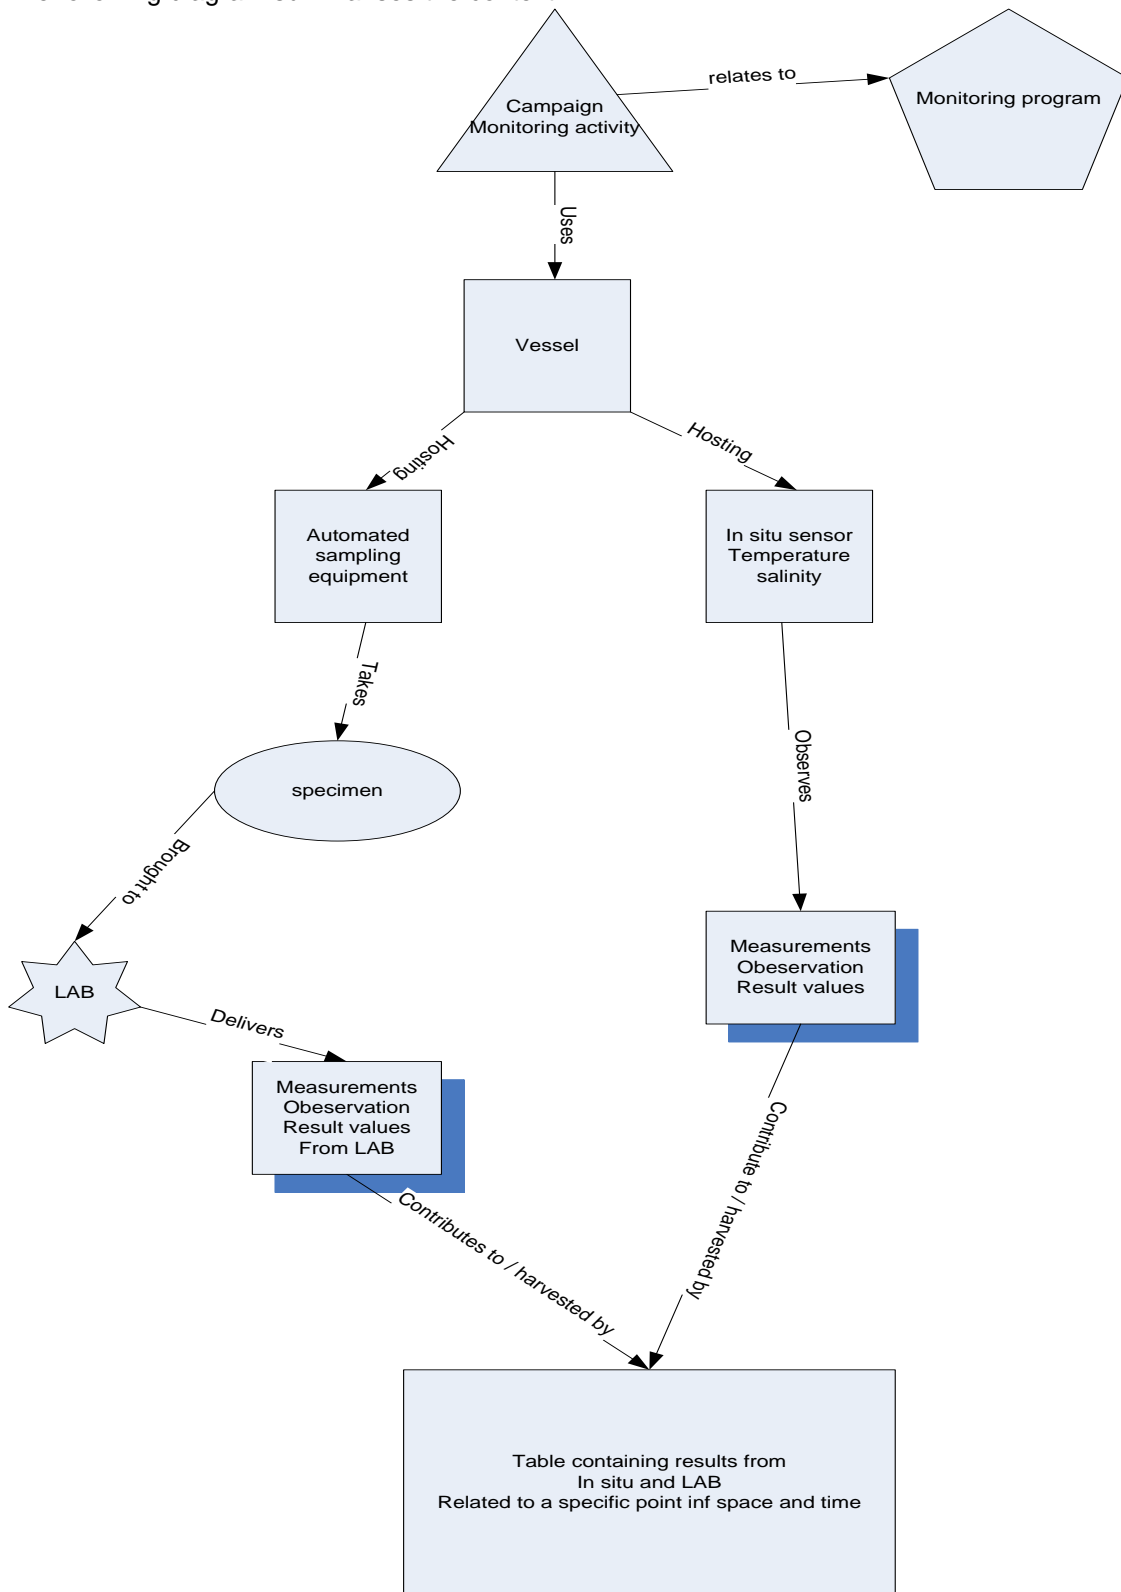 relates to
Campaign
Monitoring activity
Monitoring program
Uses
Vessel
Hosting
Hosting
Automated
sampling
equipment
In situ sensor
Temperature
salinity
Takes
Observes
specimen
Brought to
LAB
Measurements
Obeservation
Result values
Delivers
Measurements
Obeservation
Result values
From LAB
Contributes to / harvested by
Contribute to / harvested by
Table containing results from
In situ and LAB
Related to a specific point inf space and time